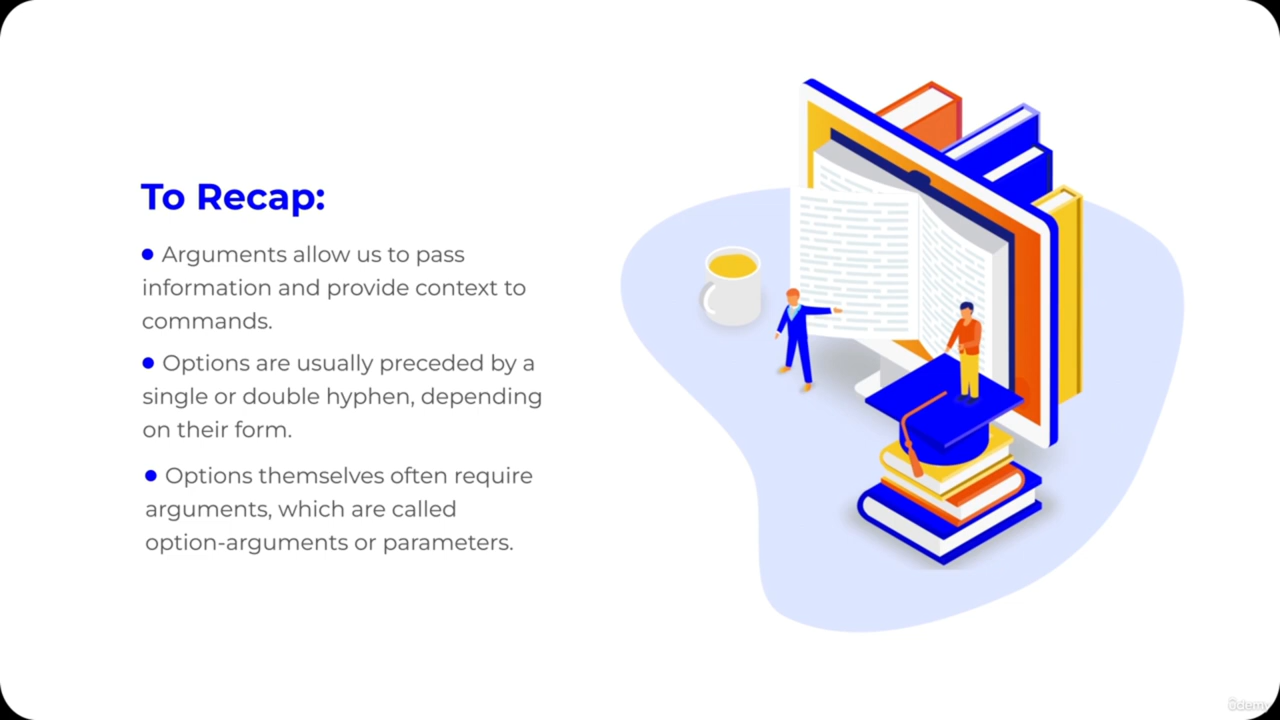 To Recap:
● Arguments allow us to pass
information and provide context to
commands.
● Options are usually preceded by a
single or double hyphen, depending
on their form.
● Options themselves often require
arguments, which are called
option-arguments or parameters.
ûdemy